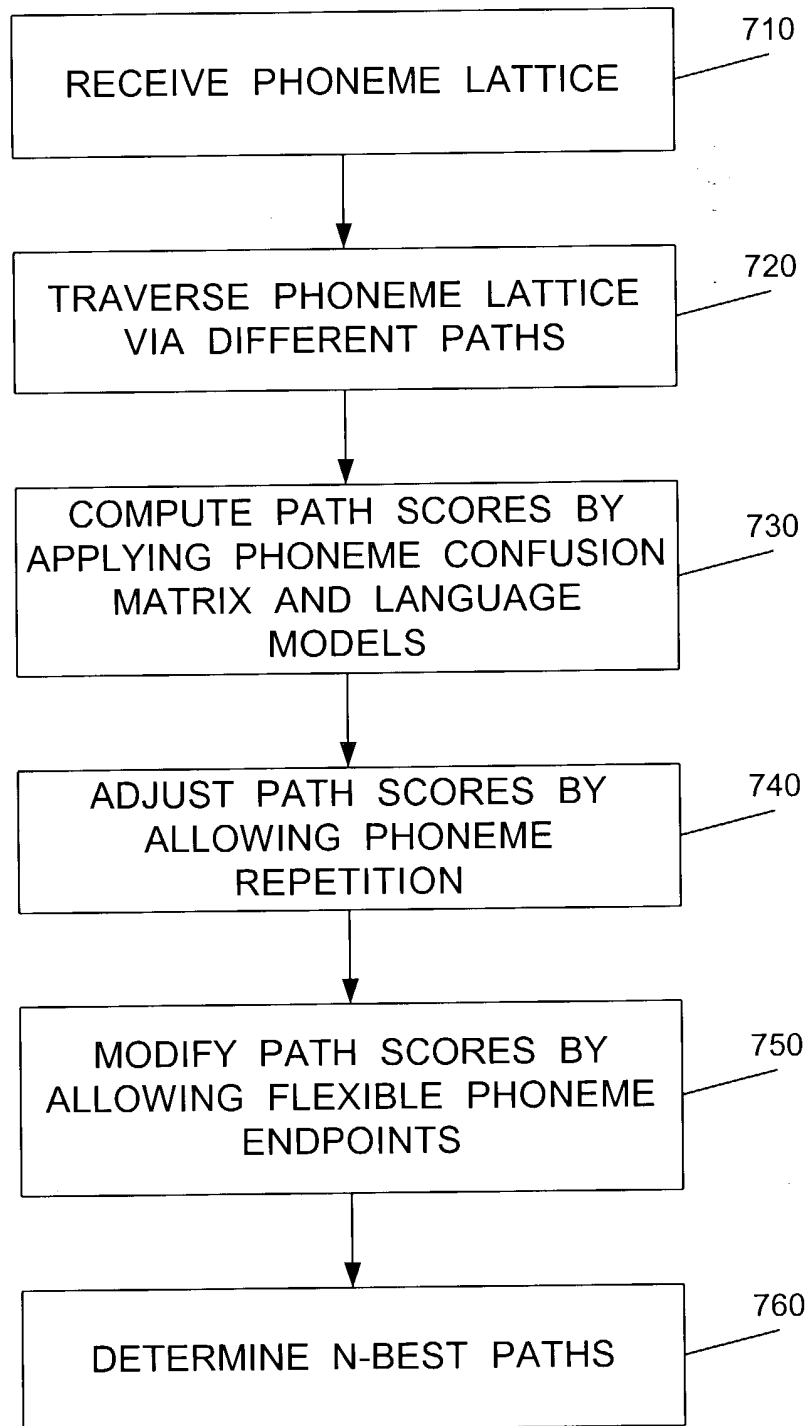 710
RECEIVE PHONEME LATTICE
720
TRAVERSE PHONEME LATTICE
VIA DIFFERENT PATHS
730
COMPUTE PATH SCORES BY
APPLYING PHONEME CONFUSION
MATRIX AND LANGUAGE
MODELS
740
ADJUST PATH SCORES BY
ALLOWING PHONEME
REPETITION
750
MODIFY PATH SCORES BY
ALLOWING FLEXIBLE PHONEME
ENDPOINTS
760
DETERMINE N-BEST PATHS